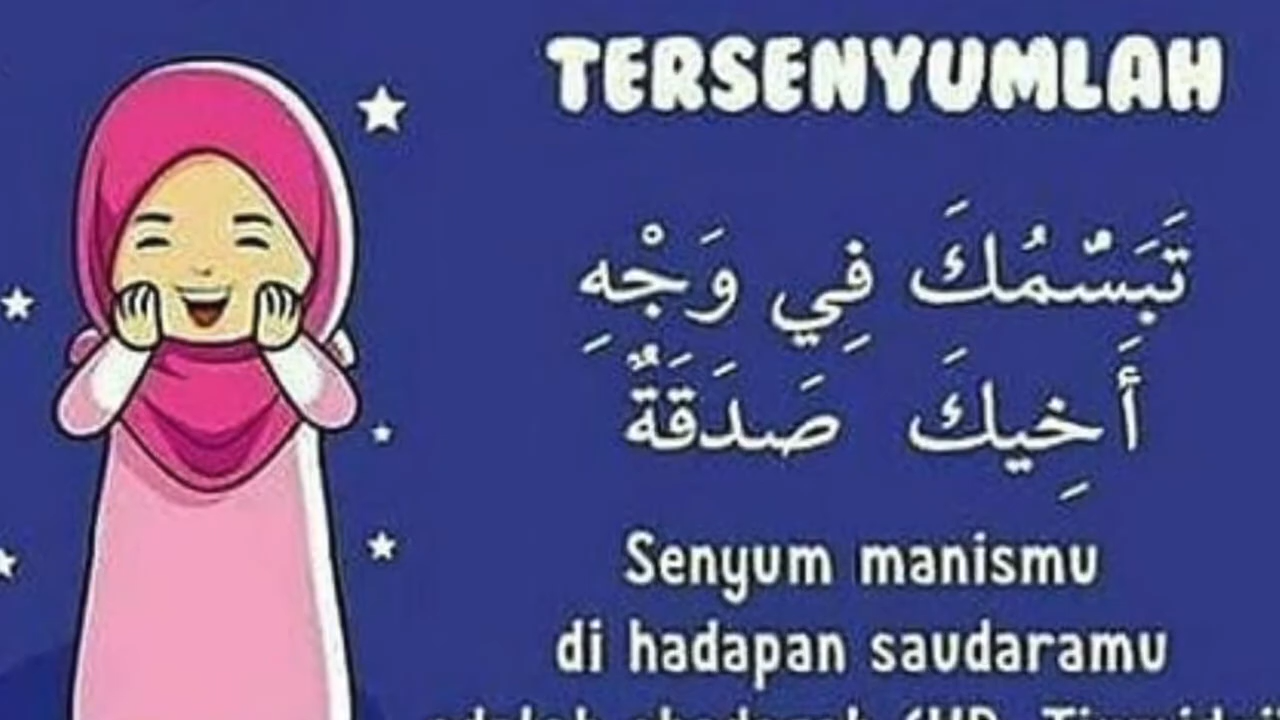 TERSENYUMLAH
تَبَسُّمُكَ فِي وَجْهِ
أَخِيكَ صَدَقَةٌ
Senyum manismu
di hadapan saudaramu